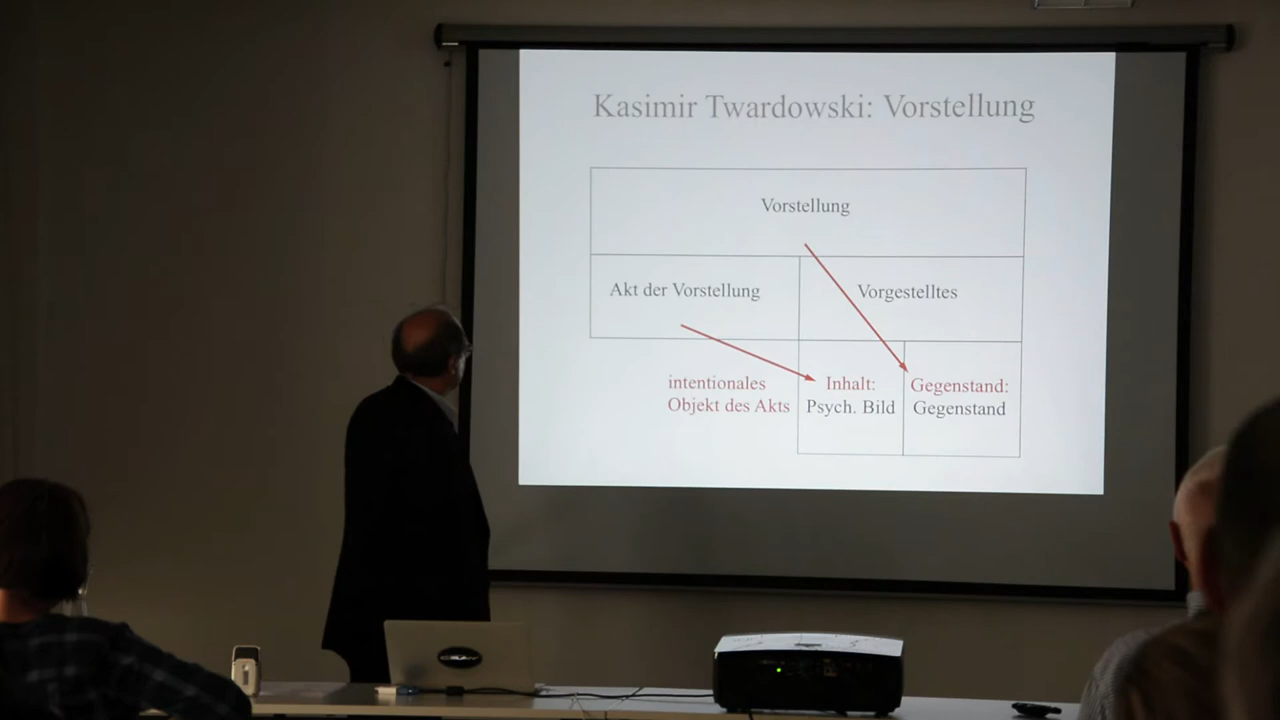 Kasimir Twardowski: Vorstellung
Vorstellung
Akt der Vorstellung
Vorgestelltes
intentionales
Objekt des Akts
Inhalt:
Psych. Bild
Gegenstand:
Gegenstand